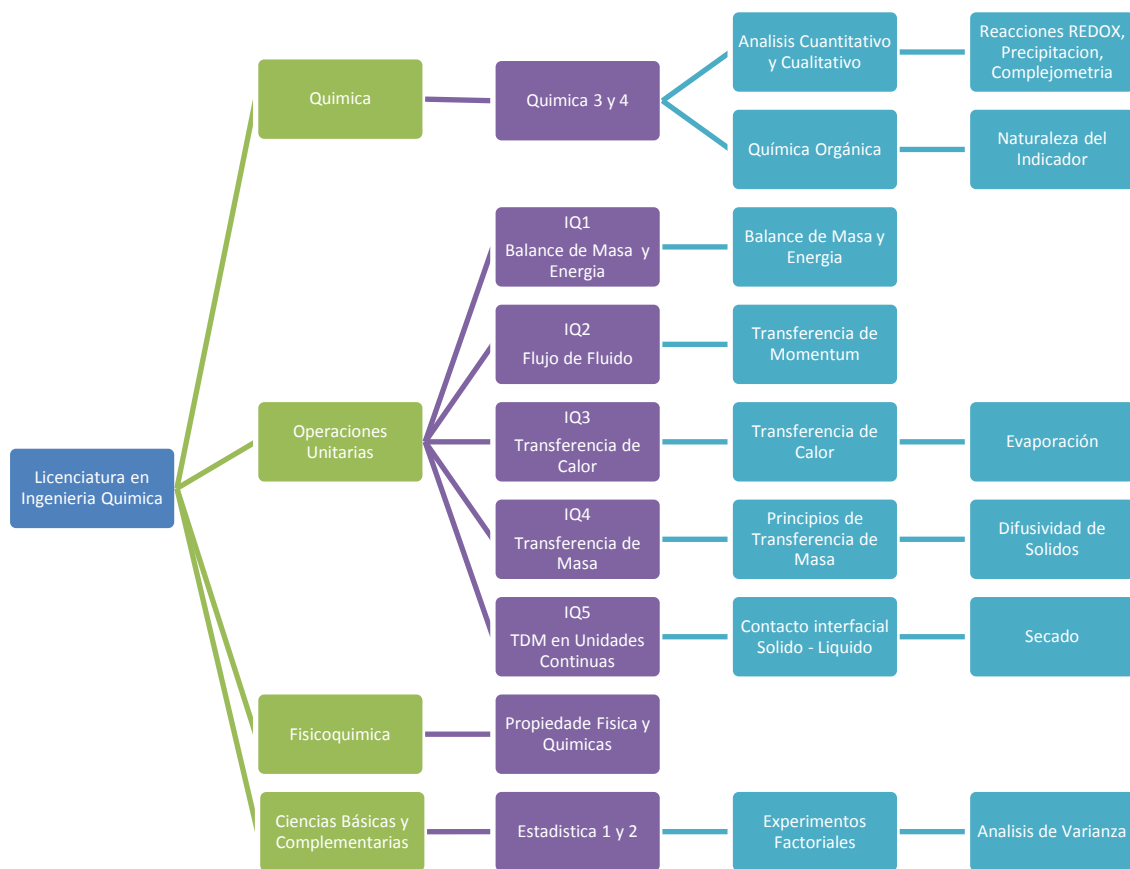 Licenciatura en
Ingenieria Quimica
Quimica
Quimica 3 y 4
Analisis Cuantitativo
y Cualitativo
Reacciones REDOX,
Precipitacion,
Complejometria
Química Orgánica
Naturaleza del
Indicador
Operaciones
Unitarias
IQ1
Balance de Masa y
Energia
Balance de Masa y
Energia
IQ2
Flujo de Fluido
Transferencia de
Momentum
IQ3
Transferencia de
Calor
Transferencia de
Calor
Evaporación
IQ4
Transferencia de
Masa
Principios de
Transferencia de
Masa
Difusividad de
Solidos
IQ5
TDM en Unidades
Continuas
Contacto interfacial
Solido - Liquido
Secado
Fisicoquimica
Propiedade Fisica y
Quimicas
Ciencias Básicas y
Complementarias
Estadistica 1 y 2
Experimentos
Factoriales
Analisis de Varianza